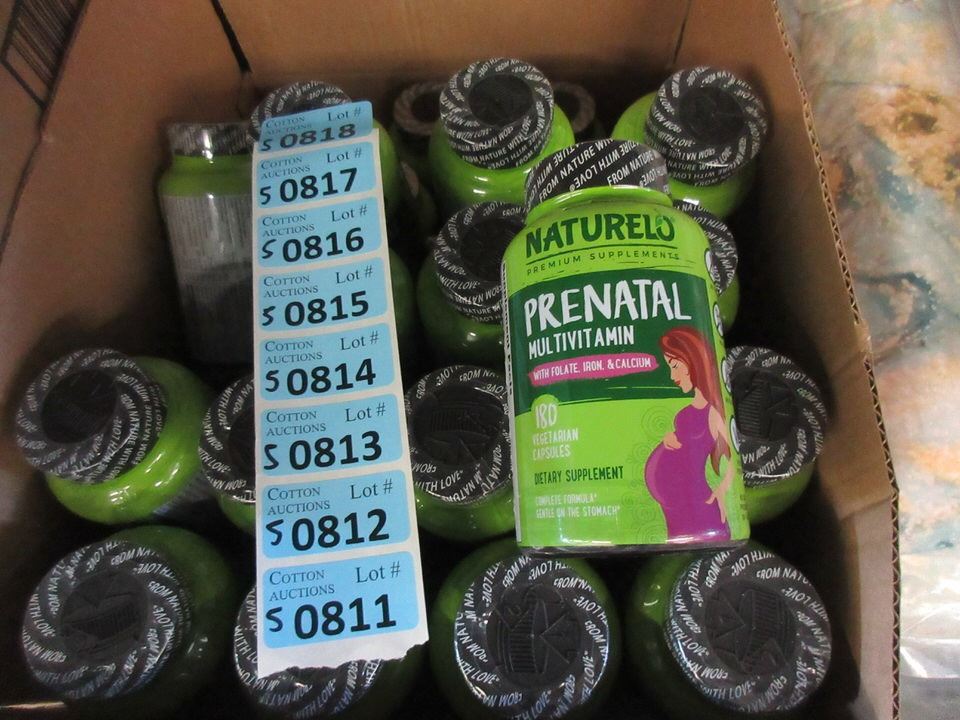 COTTON AUCTIONS Lot #
S 0818
COTTON AUCTIONS Lot #
S 0817
COTTON AUCTIONS Lot #
S 0816
COTTON AUCTIONS Lot #
S 0815
COTTON AUCTIONS Lot #
S 0814
COTTON AUCTIONS Lot #
S 0813
COTTON AUCTIONS Lot #
S 0812
COTTON AUCTIONS Lot #
S 0811
FROM NATURE WITH LOVE
NATURELO
PREMIUM SUPPLEMENTS
PRENATAL
MULTIVITAMIN
WITH FOLATE, IRON, & CALCIUM
180
VEGETARIAN
CAPSULES
DIETARY SUPPLEMENT
COMPLETE FORMULA*
GENTLE ON THE STOMACH*